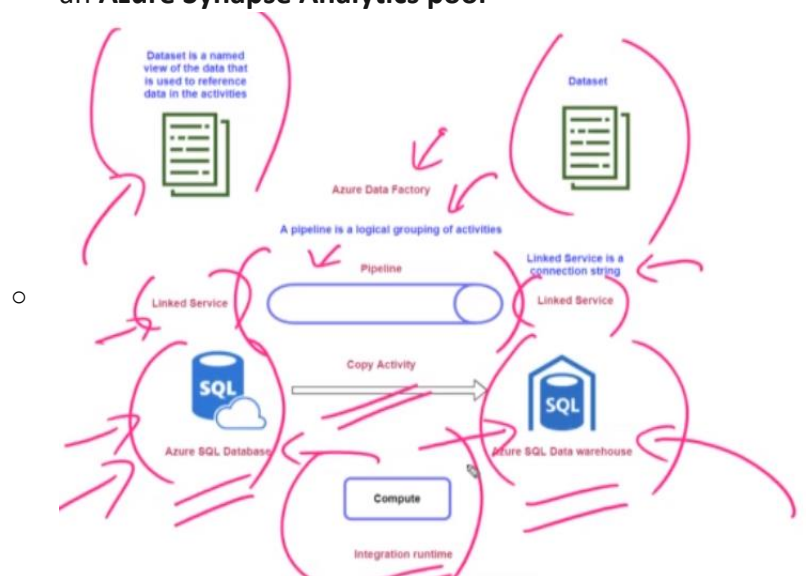 an Azure Synapse Analytics pool
Dataset is a named
view of the data that
is used to reference
data in the activities
Dataset
Azure Data Factory
A pipeline is a logical grouping of activities
Linked Service is a
connection string
Pipeline
Linked Service
Linked Service
Copy Activity
SQL
SQL
Azure SQL Database
Azure SQL Data warehouse
Compute
Integration runtime